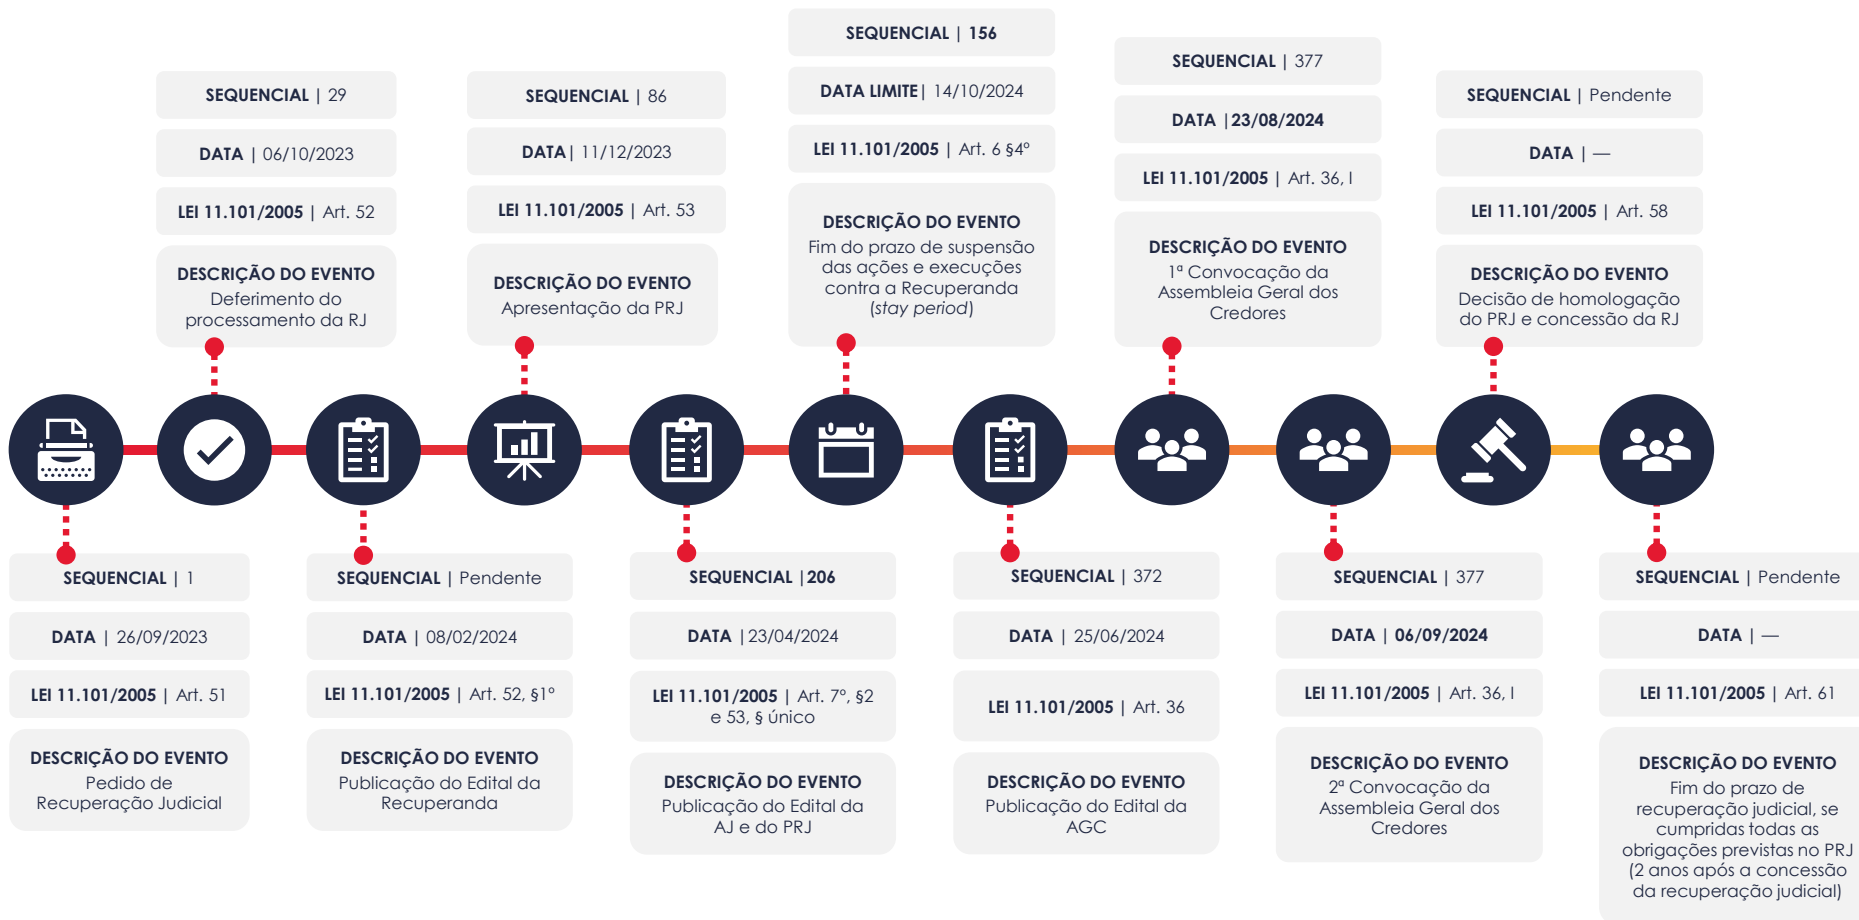 SEQUENCIAL | 1
DATA | 26/09/2023
LEI 11.101/2005 | Art. 51
DESCRIÇÃO DO EVENTO
Pedido de
Recuperação Judicial
SEQUENCIAL | 29
DATA | 06/10/2023
LEI 11.101/2005 | Art. 52
DESCRIÇÃO DO EVENTO
Deferimento do
processamento da RJ
SEQUENCIAL | Pendente
DATA | 08/02/2024
LEI 11.101/2005 | Art. 52, §1º
DESCRIÇÃO DO EVENTO
Publicação do Edital da
Recuperanda
SEQUENCIAL | 86
DATA| 11/12/2023
LEI 11.101/2005 | Art. 53
DESCRIÇÃO DO EVENTO
Apresentação da PRJ
SEQUENCIAL |206
DATA |23/04/2024
LEI 11.101/2005 | Art. 7º, §2
e 53, § único
DESCRIÇÃO DO EVENTO
Publicação do Edital da
AJ e do PRJ
SEQUENCIAL | 156
DATA LIMITE| 14/10/2024
LEI 11.101/2005 | Art. 6 §4º
DESCRIÇÃO DO EVENTO
Fim do prazo de suspensão
das ações e execuções
contra a Recuperanda
(stay period)
SEQUENCIAL | 372
DATA | 25/06/2024
LEI 11.101/2005 | Art. 36
DESCRIÇÃO DO EVENTO
Publicação do Edital da
AGC
SEQUENCIAL | 377
DATA |23/08/2024
LEI 11.101/2005 | Art. 36, I
DESCRIÇÃO DO EVENTO
1ª Convocação da
Assembleia Geral dos
Credores
SEQUENCIAL | 377
DATA | 06/09/2024
LEI 11.101/2005 | Art. 36, I
DESCRIÇÃO DO EVENTO
2ª Convocação da
Assembleia Geral dos
Credores
SEQUENCIAL | Pendente
DATA | —
LEI 11.101/2005 | Art. 58
DESCRIÇÃO DO EVENTO
Decisão de homologação
do PRJ e concessão da RJ
SEQUENCIAL | Pendente
DATA | —
LEI 11.101/2005 | Art. 61
DESCRIÇÃO DO EVENTO
Fim do prazo de
recuperação judicial, se
cumpridas todas as
obrigações previstas no PRJ
(2 anos após a concessão
da recuperação judicial)